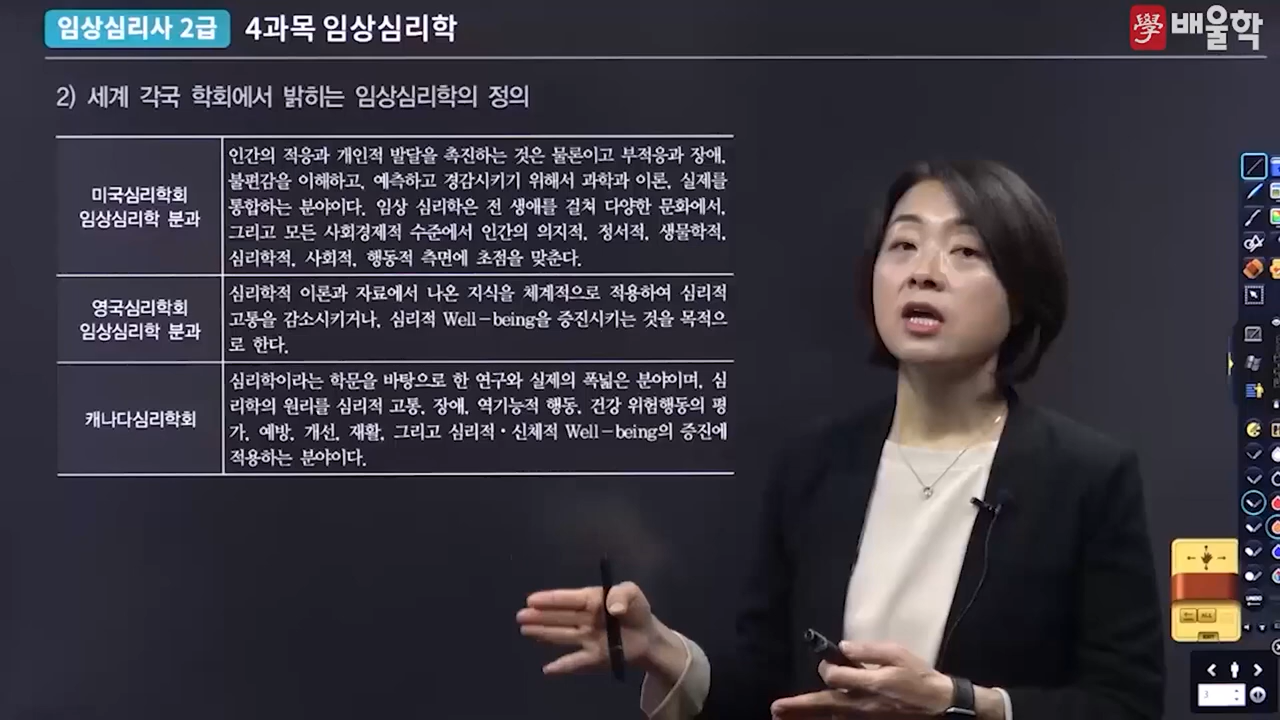 임상심리사 2급 4과목 임상심리학
學 배울학
2) 세계 각국 학회에서 밝히는 임상심리학의 정의
미국심리학회
임상심리학 분과
인간의 적응과 개인적 발달을 촉진하는 것은 물론이고 부적응과 장애,
불편감을 이해하고, 예측하고 경감시키기 위해서 과학과 이론, 실제를
통합하는 분야이다. 임상 심리학은 전 생애를 걸쳐 다양한 문화에서,
그리고 모든 사회경제적 수준에서 인간의 의지적, 정서적, 생물학적,
심리학적, 사회적, 행동적 측면에 초점을 맞춘다.
영국심리학회
임상심리학 분과
심리학적 이론과 자료에서 나온 지식을 체계적으로 적용하여 심리적
고통을 감소시키거나, 심리적 Well-being을 증진시키는 것을 목적으
로 한다.
캐나다심리학회
심리학이라는 학문을 바탕으로 한 연구와 실제의 폭넓은 분야이며, 심
리학의 원리를 심리적 고통, 장애, 역기능적 행동, 건강 위험행동의 평
가, 예방, 개선, 재활, 그리고 심리적·신체적 Well-being의 증진에
적용하는 분야이다.
UNDO
ALL
EXIT
3